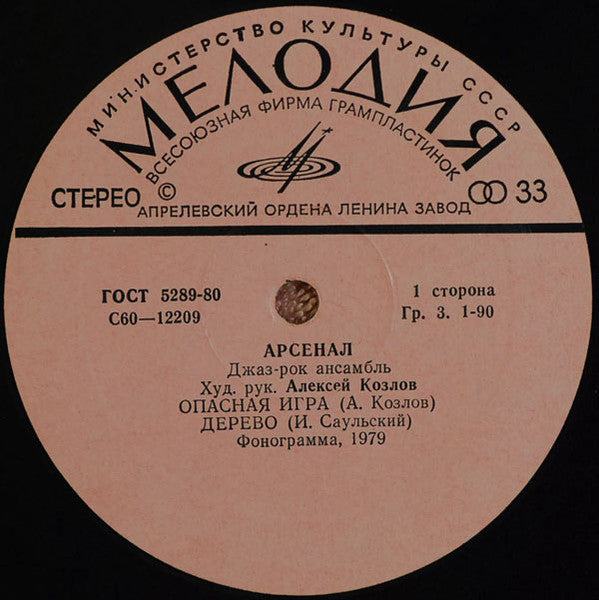 МИНИСТЕРСТВО КУЛЬТУРЫ СССР
МЕЛОДИЯ
ВСЕСОЮЗНАЯ ФИРМА ГРАМПЛАСТИНОК
СТЕРЕО © 33
АПРЕЛЕВСКИЙ ОРДЕНА ЛЕНИНА ЗАВОД
ГОСТ 5289-80
С60—12209
1 сторона
Гр. 3. 1-90
АРСЕНАЛ
Джаз-рок ансамбль
Худ. рук. Алексей Козлов
ОПАСНАЯ ИГРА (А. Козлов)
ДЕРЕВО (И. Саульский)
Фонограмма, 1979